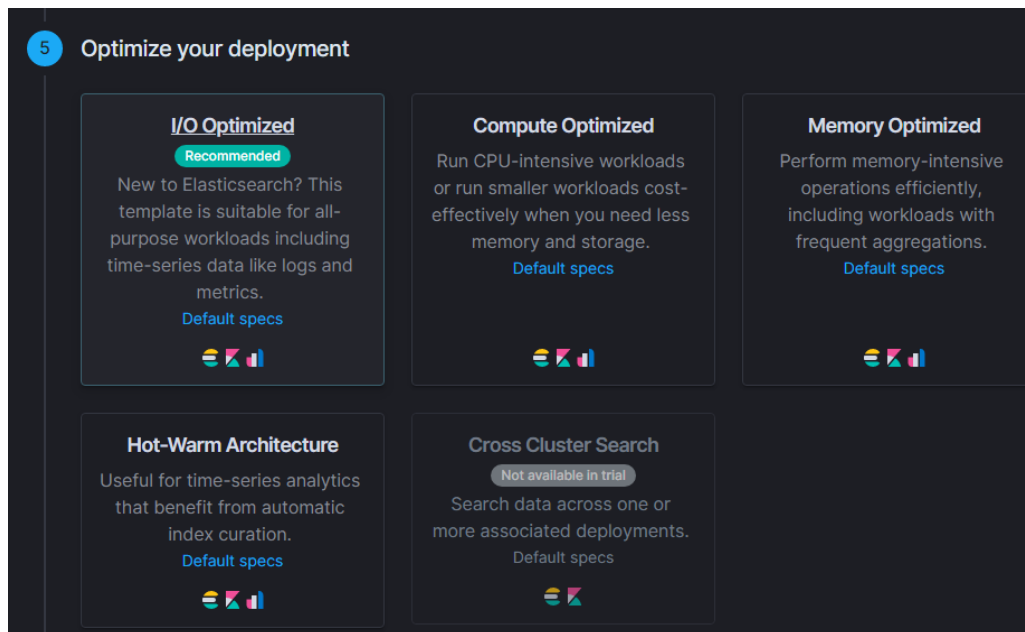 5
Optimize your deployment
I/O Optimized
Recommended
New to Elasticsearch? This
template is suitable for all-
purpose workloads including
time-series data like logs and
metrics.
Default specs
Compute Optimized
Run CPU-intensive workloads
or run smaller workloads cost-
effectively when you need less
memory and storage.
Default specs
Memory Optimized
Perform memory-intensive
operations efficiently,
including workloads with
frequent aggregations.
Default specs
Hot-Warm Architecture
Useful for time-series analytics
that benefit from automatic
index curation.
Default specs
Cross Cluster Search
Not available in trial
Search data across one or
more associated deployments.
Default specs